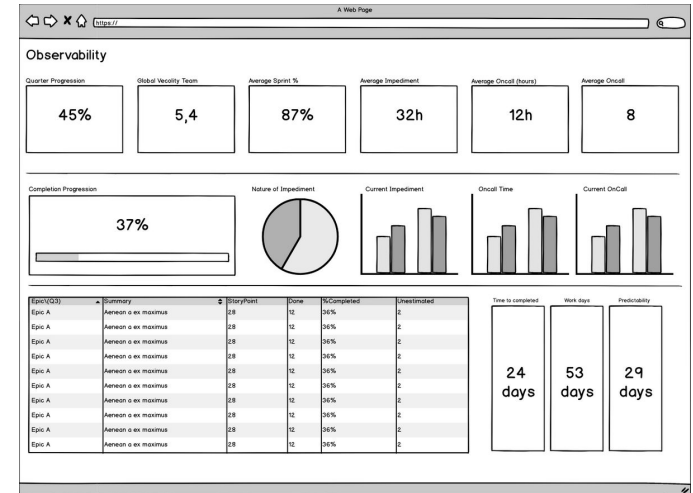 A Web Page
https://
Observability
Quarter Progression
Global Vecolity Team
Average Sprint %
Average Impediment
Average Oncall (hours)
Average Oncall
45%
5,4
87%
32h
12h
8
Completion Progression
Nature of Impediment
Current Impediment
Oncall Time
Current OnCall
37%
Epic\(Q3) Summary StoryPoint Done %Completed Unestimated
Epic A Aenean a ex maximus 28 12 36% 2
Epic A Aenean a ex maximus 28 12 36% 2
Epic A Aenean a ex maximus 28 12 36% 2
Epic A Aenean a ex maximus 28 12 36% 2
Epic A Aenean a ex maximus 28 12 36% 2
Epic A Aenean a ex maximus 28 12 36% 2
Epic A Aenean a ex maximus 28 12 36% 2
Epic A Aenean a ex maximus 28 12 36% 2
Epic A Aenean a ex maximus 28 12 36% 2
Epic A Aenean a ex maximus 28 12 36% 2
Time to completed
Work days
Predictability
24
days
53
days
29
days